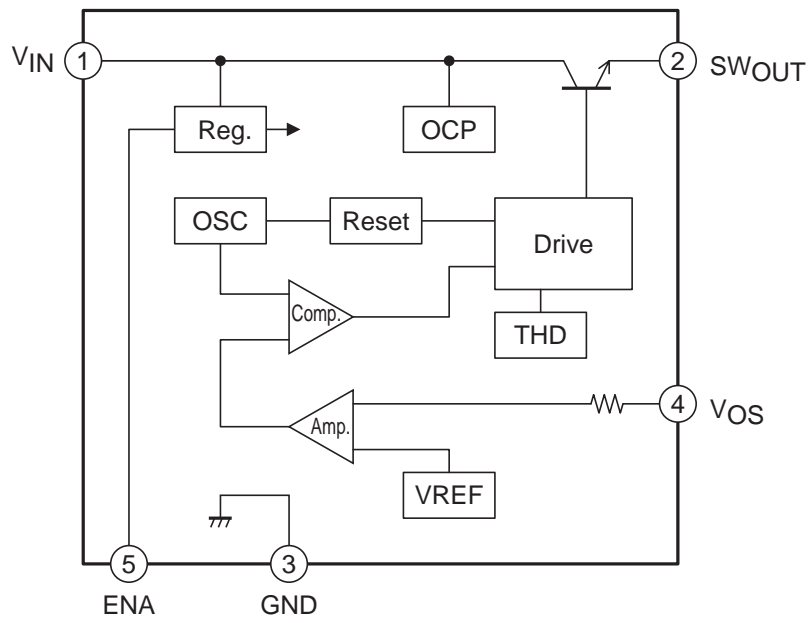 VIN
1
2
SWOUT
Reg.
OCP
OSC
Reset
Drive
Comp.
THD
Amp.
4
VOS
VREF
5
3
ENA
GND